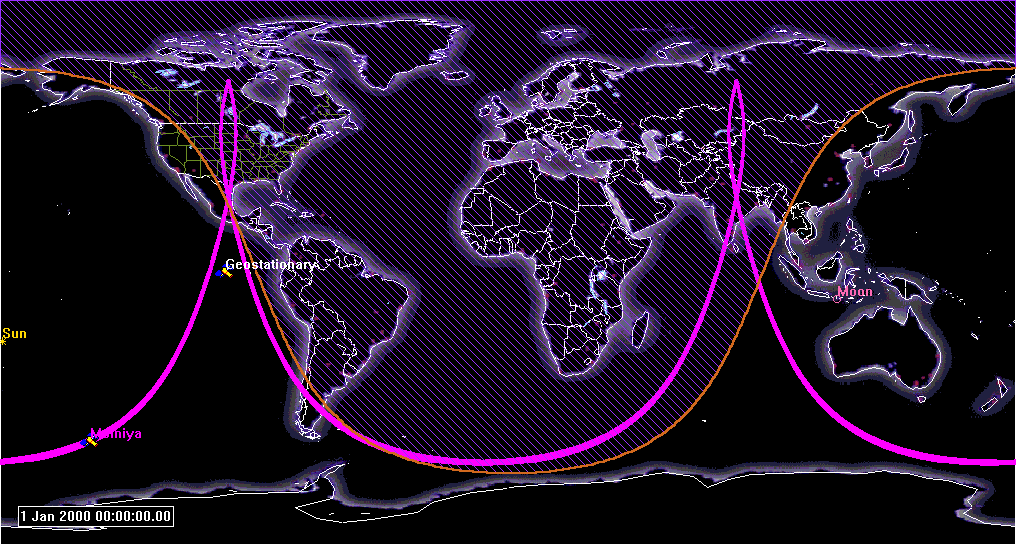 Geostationary
Moon
Sun
Molniya
1 Jan 2000 00:00:00.00